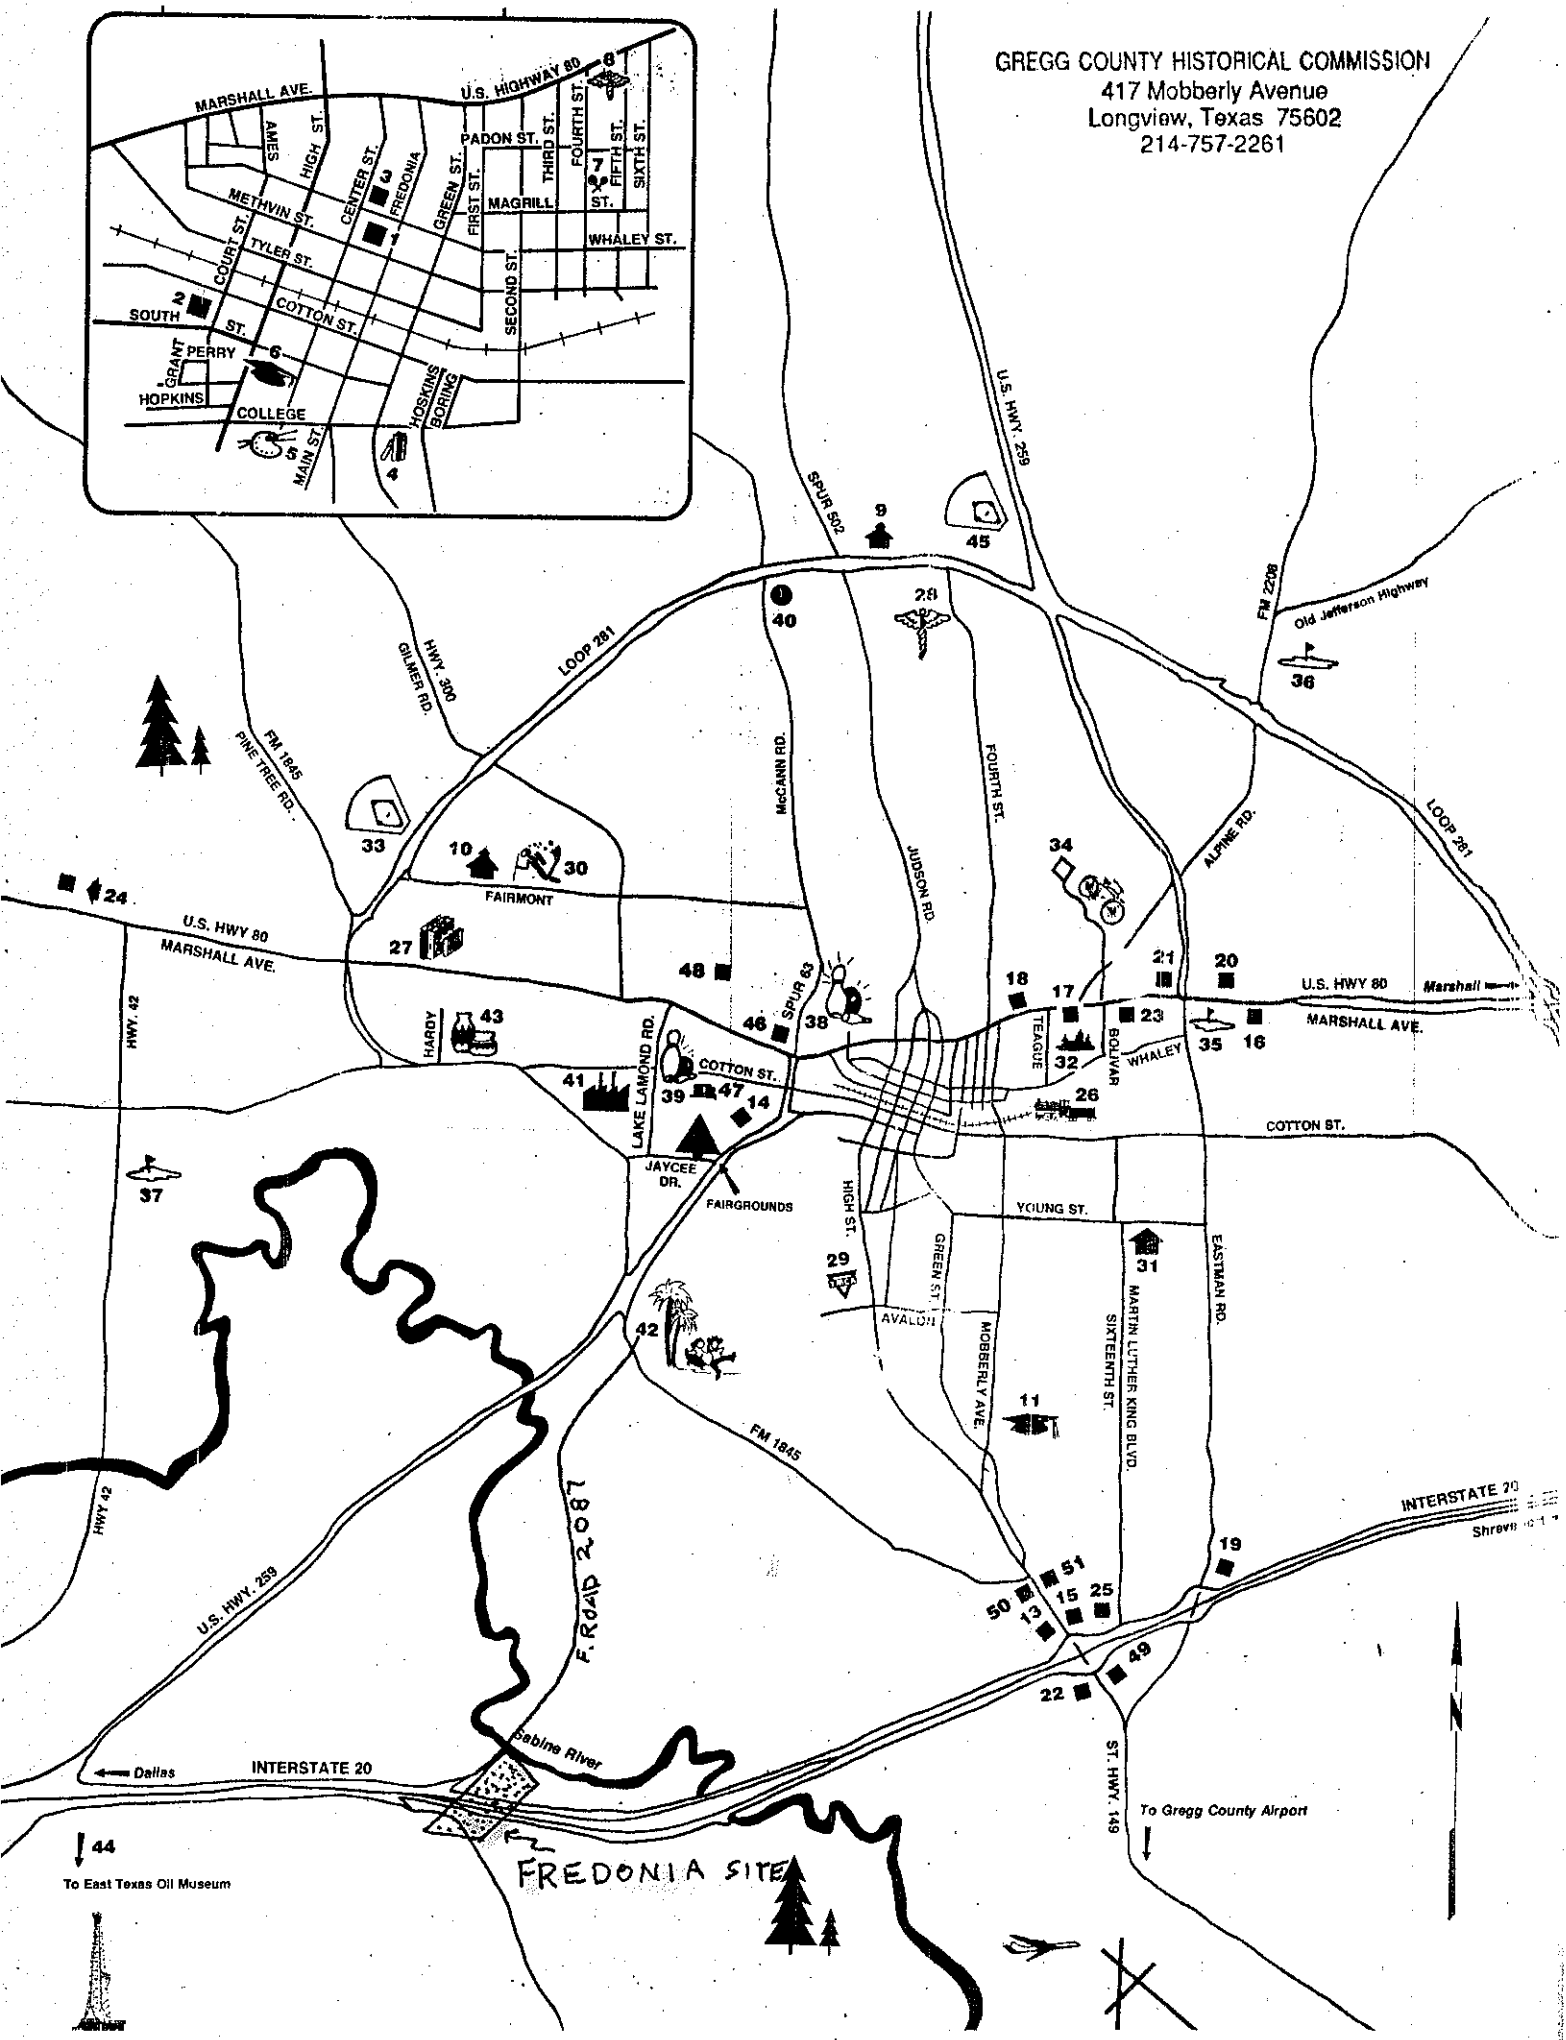 GREGG COUNTY HISTORICAL COMMISSION
417 Mobberly Avenue
Longview, Texas 75602
214-757-2261
MARSHALL AVE.
U.S. HIGHWAY 80
8
AMES
HIGH ST.
CENTER ST.
3
FREDONIA
GREEN ST.
FIRST ST.
PADON ST.
THIRD ST.
FOURTH ST.
FIFTH ST.
SIXTH ST.
7
MAGRILL ST.
METHVIN ST.
1
WHALEY ST.
COURT ST.
TYLER ST.
SECOND ST.
2
COTTON ST.
SOUTH ST.
GRANT
PERRY
6
HOPKINS
HOSKINS
BORING
COLLEGE
5
MAIN ST.
4
U.S. HWY. 259
SPUR 502
9
45
40
28
FM 2208
Old Jefferson Highway
36
LOOP 281
HWY. 300
GILMER RD.
FM 1845
PINE TREE RD.
McCANN RD.
FOURTH ST.
33
10
30
FAIRMONT
JUDSON RD.
34
ALPINE RD.
LOOP 281
24
U.S. HWY 80
MARSHALL AVE.
27
48
SPUR 63
38
18
17
21
20
U.S. HWY 80
Marshall
MARSHALL AVE.
HWY. 42
HARDY
43
46
TEAGUE
32
BOLIVAR
23
WHALEY
35
16
LAKE LAMOND RD.
COTTON ST.
41
39
47
14
26
COTTON ST.
37
JAYCEE
DR.
FAIRGROUNDS
HIGH ST.
YOUNG ST.
29
GREEN ST.
31
EASTMAN RD.
AVALON
42
MOBBERLY AVE.
SIXTEENTH ST.
MARTIN LUTHER KING BLVD.
11
FM 1845
HWY 42
F. ROAD 2087
INTERSTATE 20
U.S. HWY. 259
19
51
50
13
15
25
49
22
N
Sabine River
Dallas
INTERSTATE 20
ST. HWY. 149
To Gregg County Airport
44
To East Texas Oil Museum
FREDONIA SITE